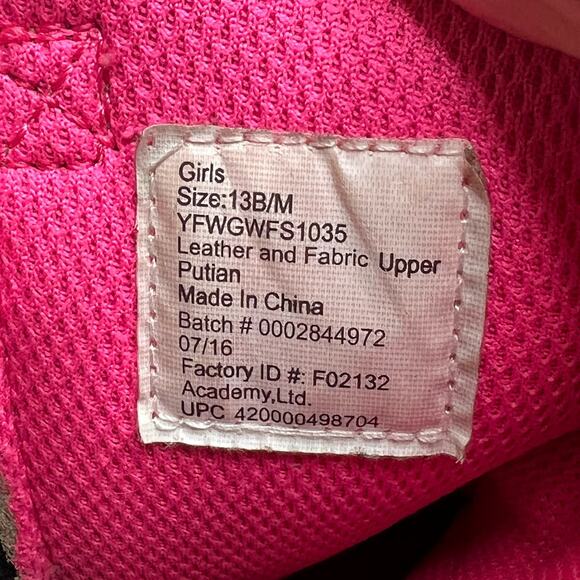 Girls
Size:13B/M
YFWGWFS1035
Leather and Fabric Upper
Putian
Made In China
Batch # 0002844972
07/16
Factory ID #: F02132
Academy,Ltd.
UPC 420000498704